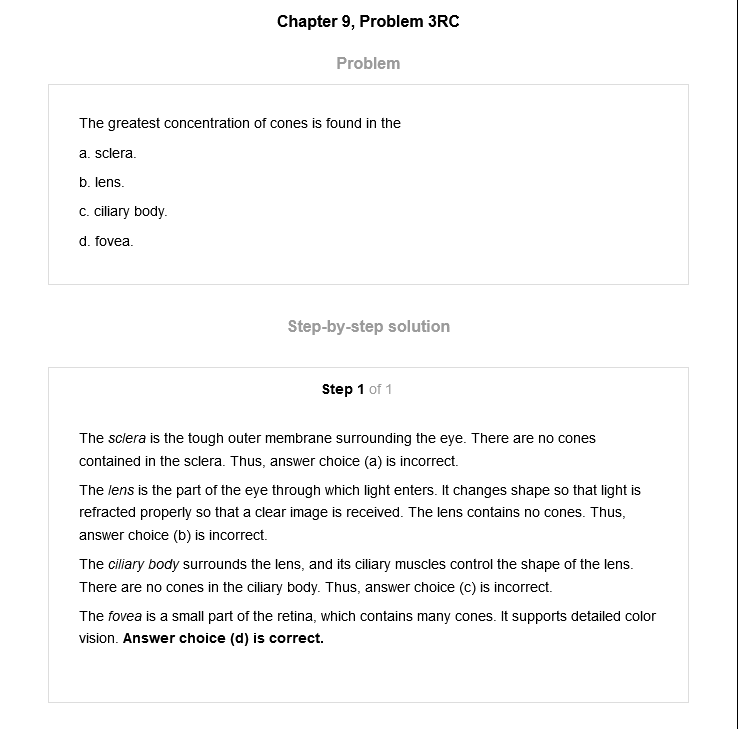 Chapter 9, Problem 3RC
Problem
The greatest concentration of cones is found in the
a. sclera.
b. lens.
c. ciliary body.
d. fovea.
Step-by-step solution
Step 1 of 1
The sclera is the tough outer membrane surrounding the eye. There are no cones
contained in the sclera. Thus, answer choice (a) is incorrect.
The lens is the part of the eye through which light enters. It changes shape so that light is
refracted properly so that a clear image is received. The lens contains no cones. Thus,
answer choice (b) is incorrect.
The ciliary body surrounds the lens, and its ciliary muscles control the shape of the lens.
There are no cones in the ciliary body. Thus, answer choice (c) is incorrect.
The fovea is a small part of the retina, which contains many cones. It supports detailed color
vision. Answer choice (d) is correct.